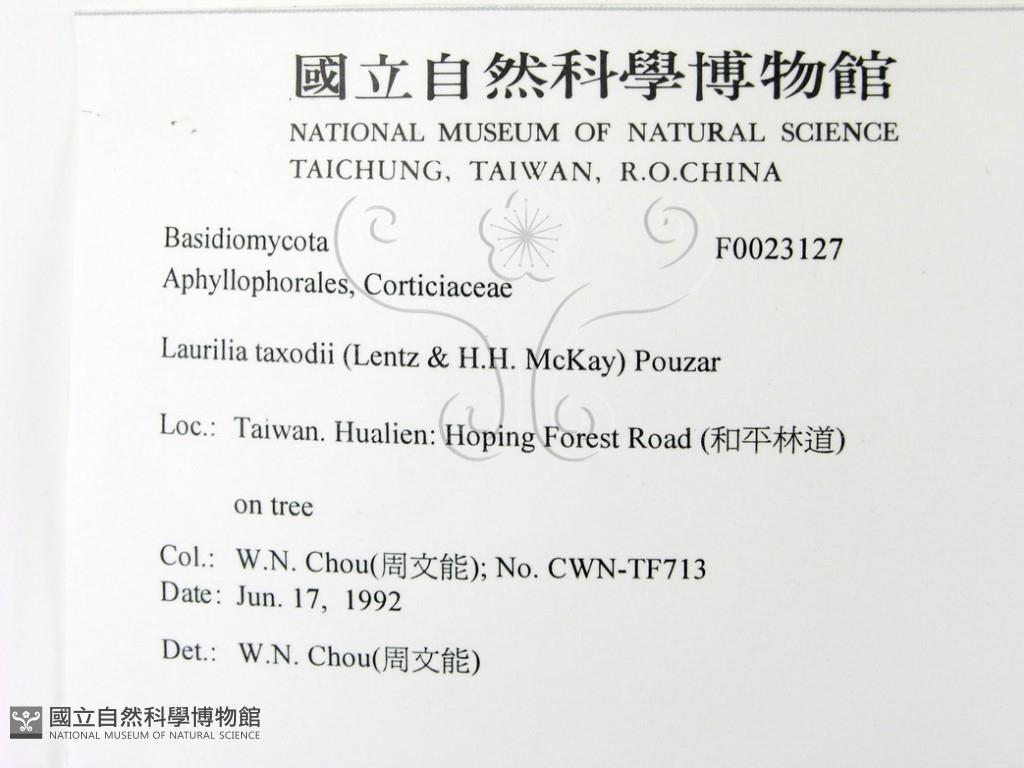 國立自然科學博物館
NATIONAL MUSEUM OF NATURAL SCIENCE
TAICHUNG, TAIWAN, R.O.CHINA
Basidiomycota F0023127
Aphyllophorales, Corticiaceae
Laurilia taxodii (Lentz & H.H. McKay) Pouzar
Loc.: Taiwan. Hualien: Hoping Forest Road (和平林道)
on tree
Col.: W.N. Chou(周文能); No. CWN-TF713
Date: Jun. 17, 1992
Det.: W.N. Chou(周文能)
國立自然科學博物館
NATIONAL MUSEUM OF NATURAL SCIENCE